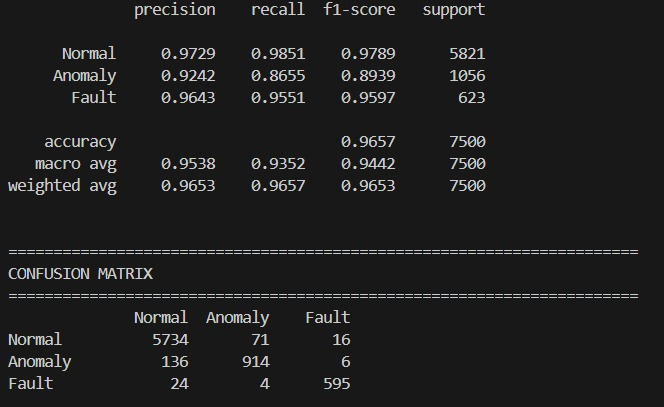 precision recall f1-score support
Normal 0.9729 0.9851 0.9789 5821
Anomaly 0.9242 0.8655 0.8939 1056
Fault 0.9643 0.9551 0.9597 623
accuracy 0.9657 7500
macro avg 0.9538 0.9352 0.9442 7500
weighted avg 0.9653 0.9657 0.9653 7500
======================================================================
CONFUSION MATRIX
======================================================================
Normal Anomaly Fault
Normal 5734 71 16
Anomaly 136 914 6
Fault 24 4 595